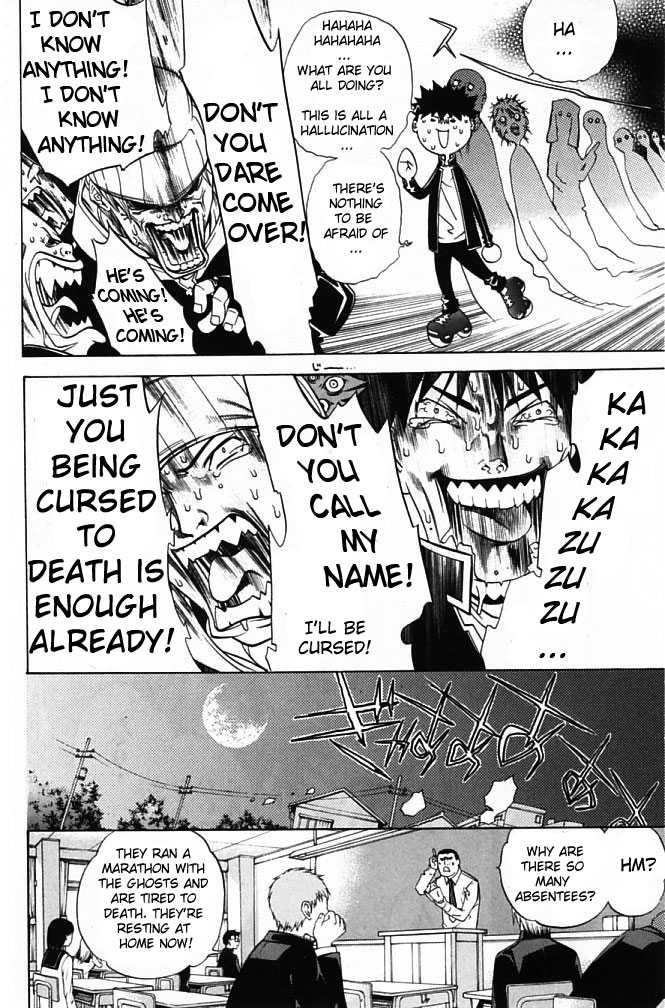 HA
...
HAHAHA
HAHAHAHA
...
WHAT ARE YOU
ALL DOING?
THIS IS ALL A
HALLUCINATION
...
THERE'S
NOTHING
TO BE
AFRAID OF
...
DON'T
YOU
DARE
COME
OVER!
I DON'T
KNOW
ANYTHING!
I DON'T
KNOW
ANYTHING!
HE'S
COMING!
HE'S
COMING!
じー
KA
KA
KA
KA
ZU
ZU
ZU
...
DON'T
YOU
CALL
MY
NAME!
I'LL BE
CURSED!
JUST
YOU
BEING
CURSED
TO
DEATH IS
ENOUGH
ALREADY!
HM?
WHY ARE
THERE SO
MANY
ABSENTEES?
THEY RAN A
MARATHON WITH
THE GHOSTS AND
ARE TIRED TO
DEATH. THEY'RE
RESTING AT
HOME NOW!